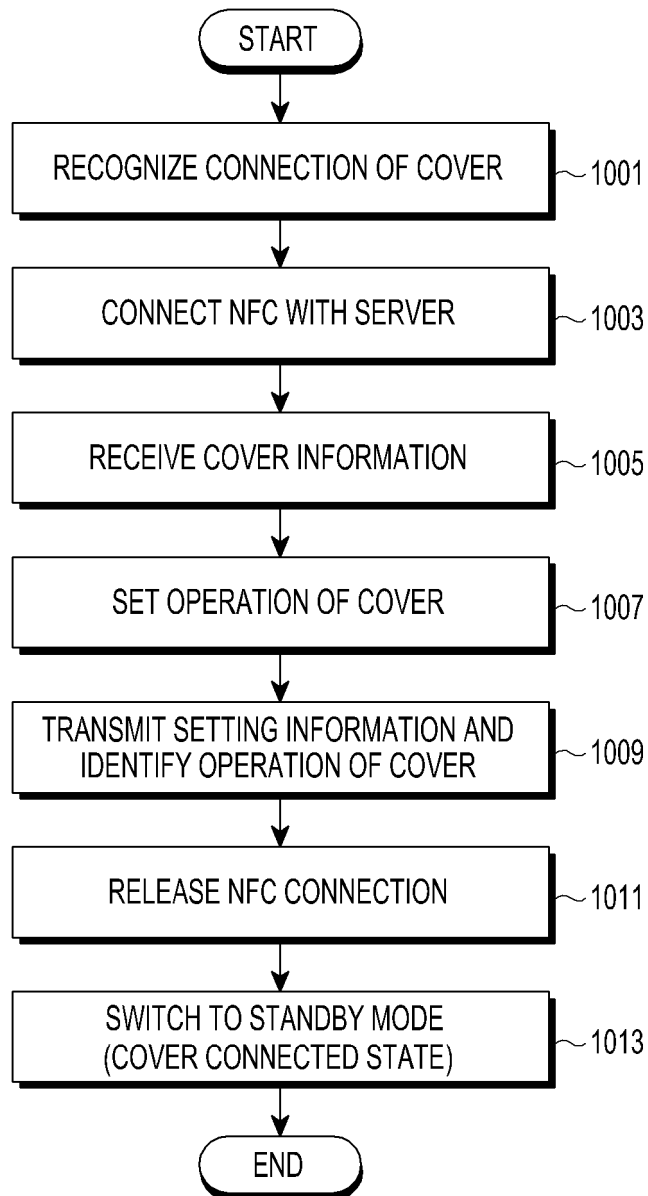 START
RECOGNIZE CONNECTION OF COVER
1001
CONNECT NFC WITH SERVER
1003
RECEIVE COVER INFORMATION
1005
SET OPERATION OF COVER
1007
TRANSMIT SETTING INFORMATION AND
IDENTIFY OPERATION OF COVER
1009
RELEASE NFC CONNECTION
1011
SWITCH TO STANDBY MODE
(COVER CONNECTED STATE)
1013
END